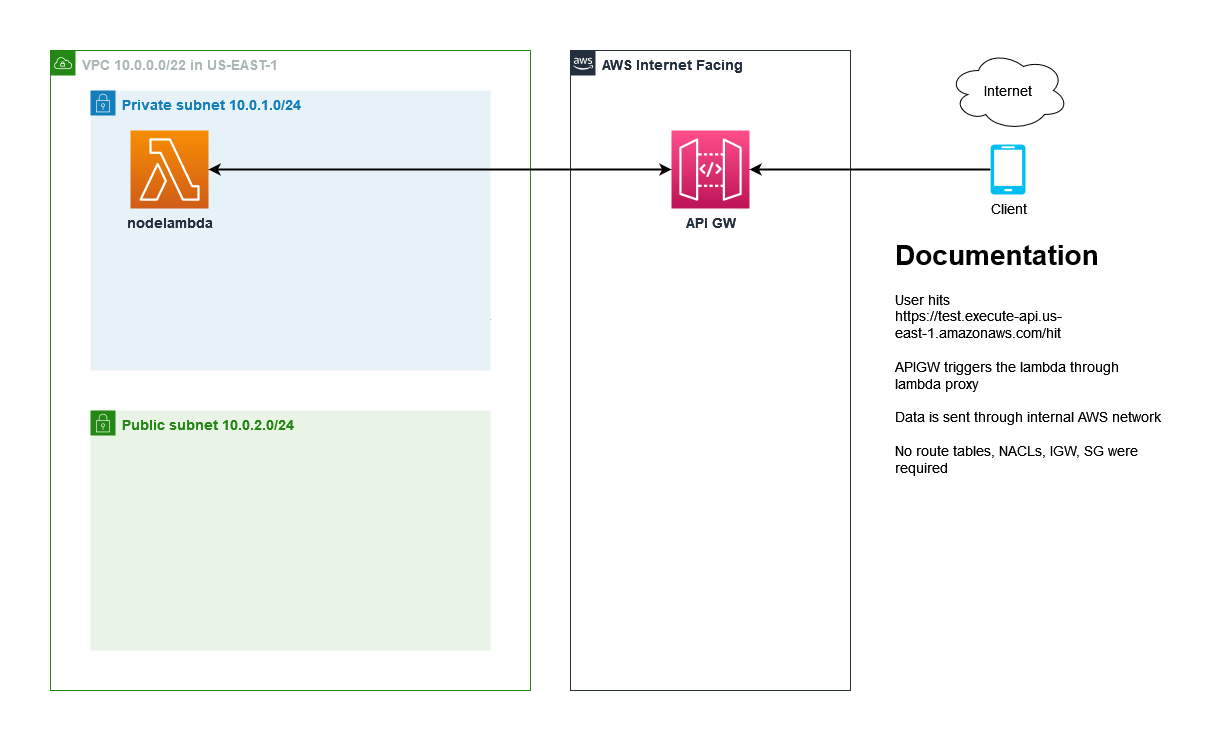 VPC 10.0.0.0/22 in US-EAST-1
aws
AWS Internet Facing
Internet
Private subnet 10.0.1.0/24
</>
nodelambda
API GW
Client
Documentation
User hits
https://test.execute-api.us-
east-1.amazonaws.com/hit
APIGW triggers the lambda through
lambda proxy
Data is sent through internal AWS network
No route tables, NACLs, IGW, SG were
required
Public subnet 10.0.2.0/24